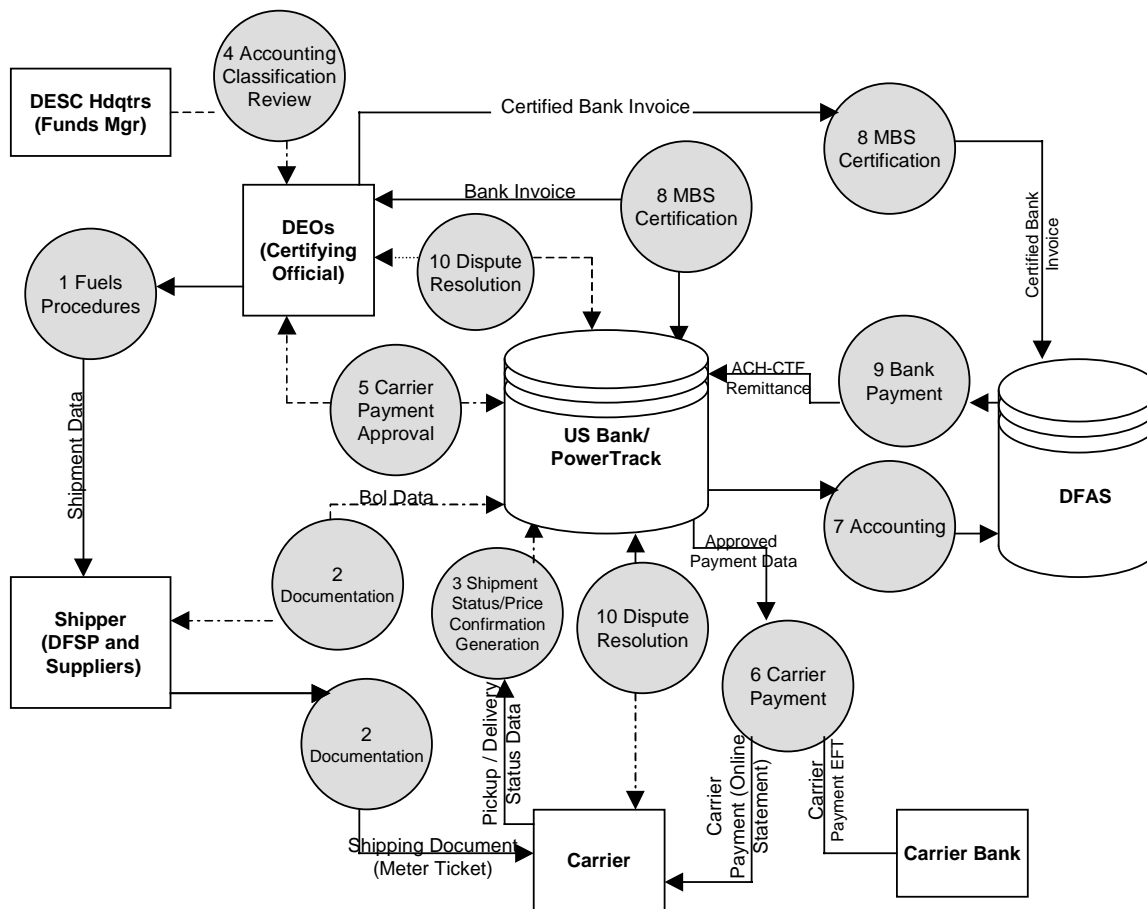 4 Accounting
Classification
Review
DESC Hdqtrs
(Funds Mgr)
Certified Bank Invoice
8 MBS
Certification
Bank Invoice
8 MBS
Certification
DEOs
(Certifying
Official)
10 Dispute
Resolution
1 Fuels
Procedures
Certified Bank
Invoice
5 Carrier
Payment
Approval
ACH-CTF
Remittance
9 Bank
Payment
US Bank/
PowerTrack
DFAS
Shipment Data
Bol Data
7 Accounting
Approved
Payment Data
2
Documentation
3 Shipment
Status/Price
Confirmation
Generation
10 Dispute
Resolution
Shipper
(DFSP and
Suppliers)
6 Carrier
Payment
2
Documentation
Pickup / Delivery
Status Data
Carrier
Payment (Online
Statement)
Carrier
Payment EFT
Shipping Document
(Meter Ticket)
Carrier
Carrier Bank